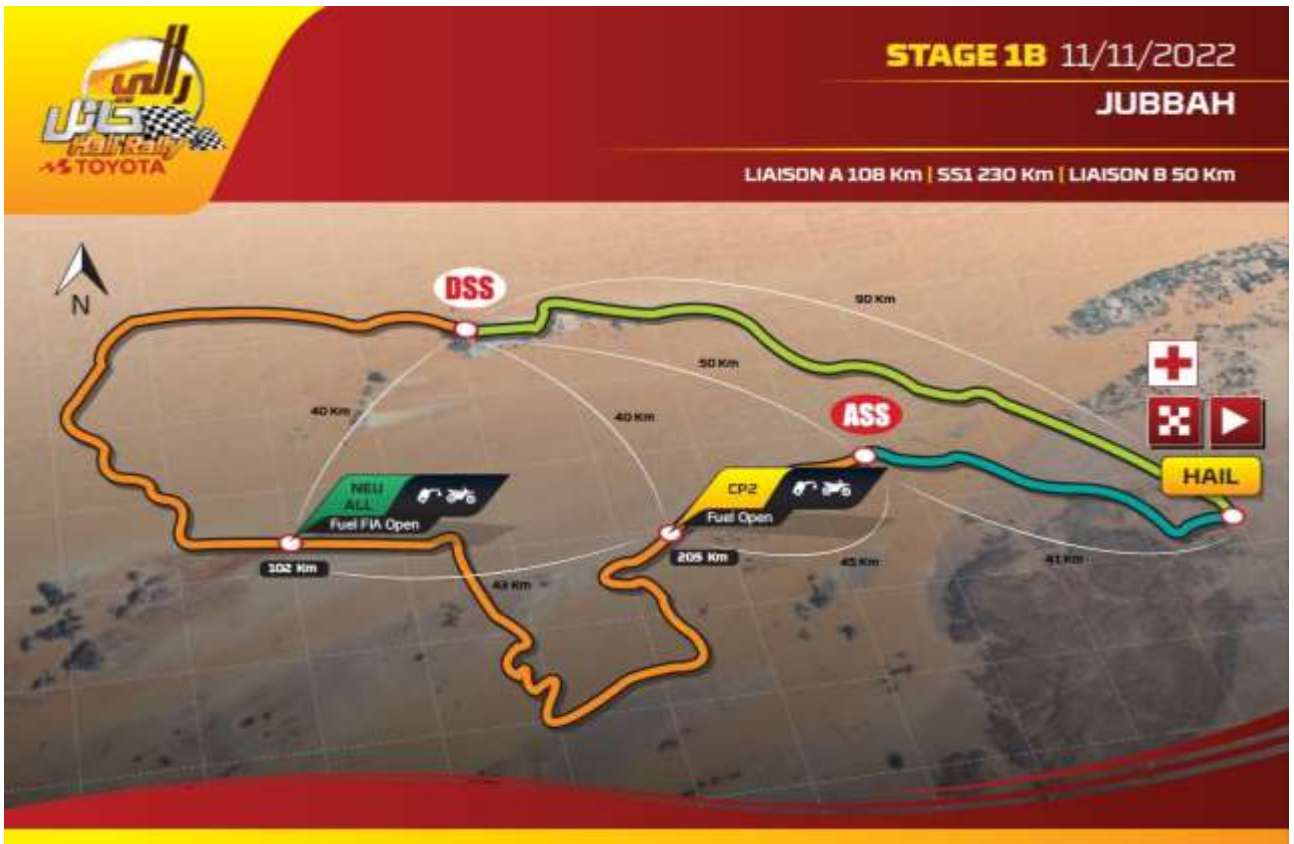 رالي
حائل
Hail Rally
TOYOTA
STAGE 1B 11/11/2022
JUBBAH
LIAISON A 108 Km | SS1 230 Km | LIAISON B 50 Km
N
DSS
90 Km
50 Km
40 Km
40 Km
ASS
HAIL
NEU
ALL
Fuel FIA Open
102 Km
CP2
Fuel Open
205 Km
43 Km
45 Km
41 Km